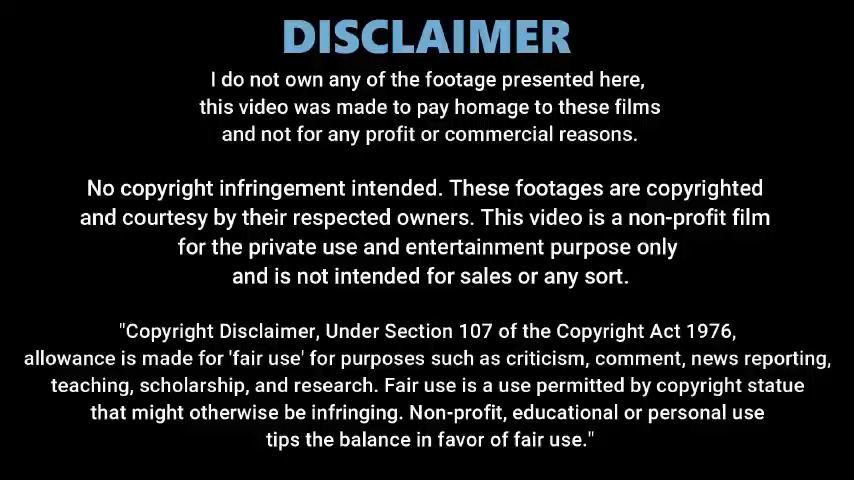 DISCLAIMER
I do not own any of the footage presented here,
this video was made to pay homage to these films
and not for any profit or commercial reasons.
No copyright infringement intended. These footages are copyrighted
and courtesy by their respected owners. This video is a non-profit film
for the private use and entertainment purpose only
and is not intended for sales or any sort.
"Copyright Disclaimer, Under Section 107 of the Copyright Act 1976,
allowance is made for 'fair use' for purposes such as criticism, comment, news reporting,
teaching, scholarship, and research. Fair use is a use permitted by copyright statue
that might otherwise be infringing. Non-profit, educational or personal use
tips the balance in favor of fair use."